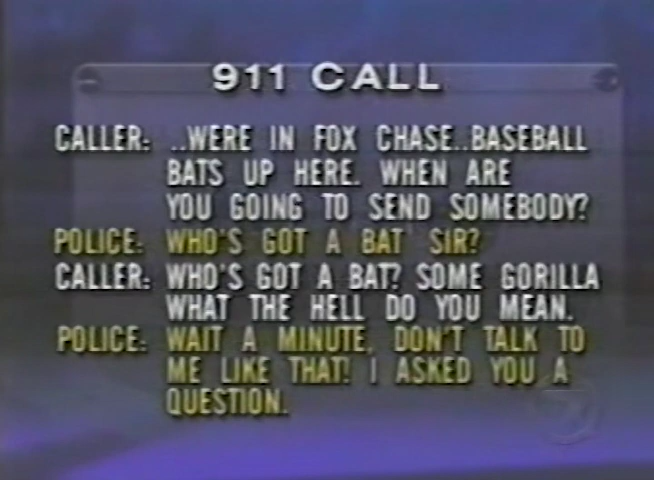 911 CALL
CALLER: ..WERE IN FOX CHASE..BASEBALL
BATS UP HERE. WHEN ARE
YOU GOING TO SEND SOMEBODY?
POLICE: WHO'S GOT A BAT SIR?
CALLER: WHO'S GOT A BAT? SOME GORILLA
WHAT THE HELL DO YOU MEAN.
POLICE: WAIT A MINUTE, DON'T TALK TO
ME LIKE THAT! I ASKED YOU A
QUESTION.
7